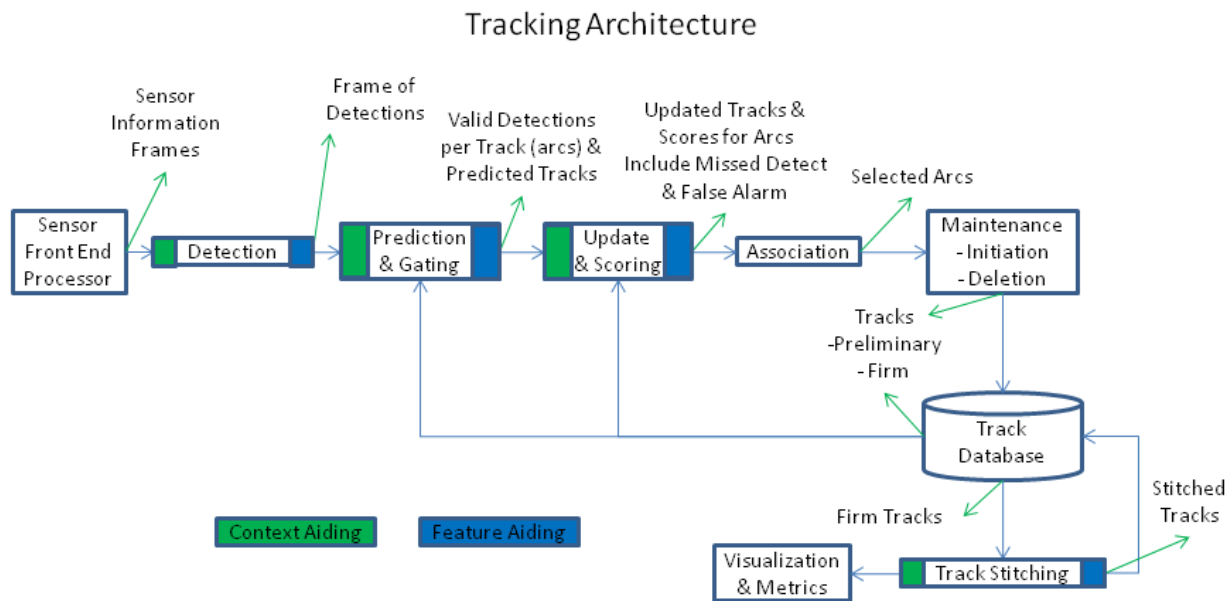 Tracking Architecture
Sensor
Information
Frames
Frame of
Detections
Valid Detections
per Track (arcs) &
Predicted Tracks
Updated Tracks &
Scores for Arcs
Include Missed Detect
& False Alarm
Selected Arcs
Sensor
Front End
Processor
Detection
Prediction
& Gating
Update
& Scoring
Association
Maintenance
-Initiation
-Deletion
Tracks
-Preliminary
-Firm
Track
Database
Firm Tracks
Stitched
Tracks
Context Aiding
Feature Aiding
Visualization
& Metrics
Track Stitching